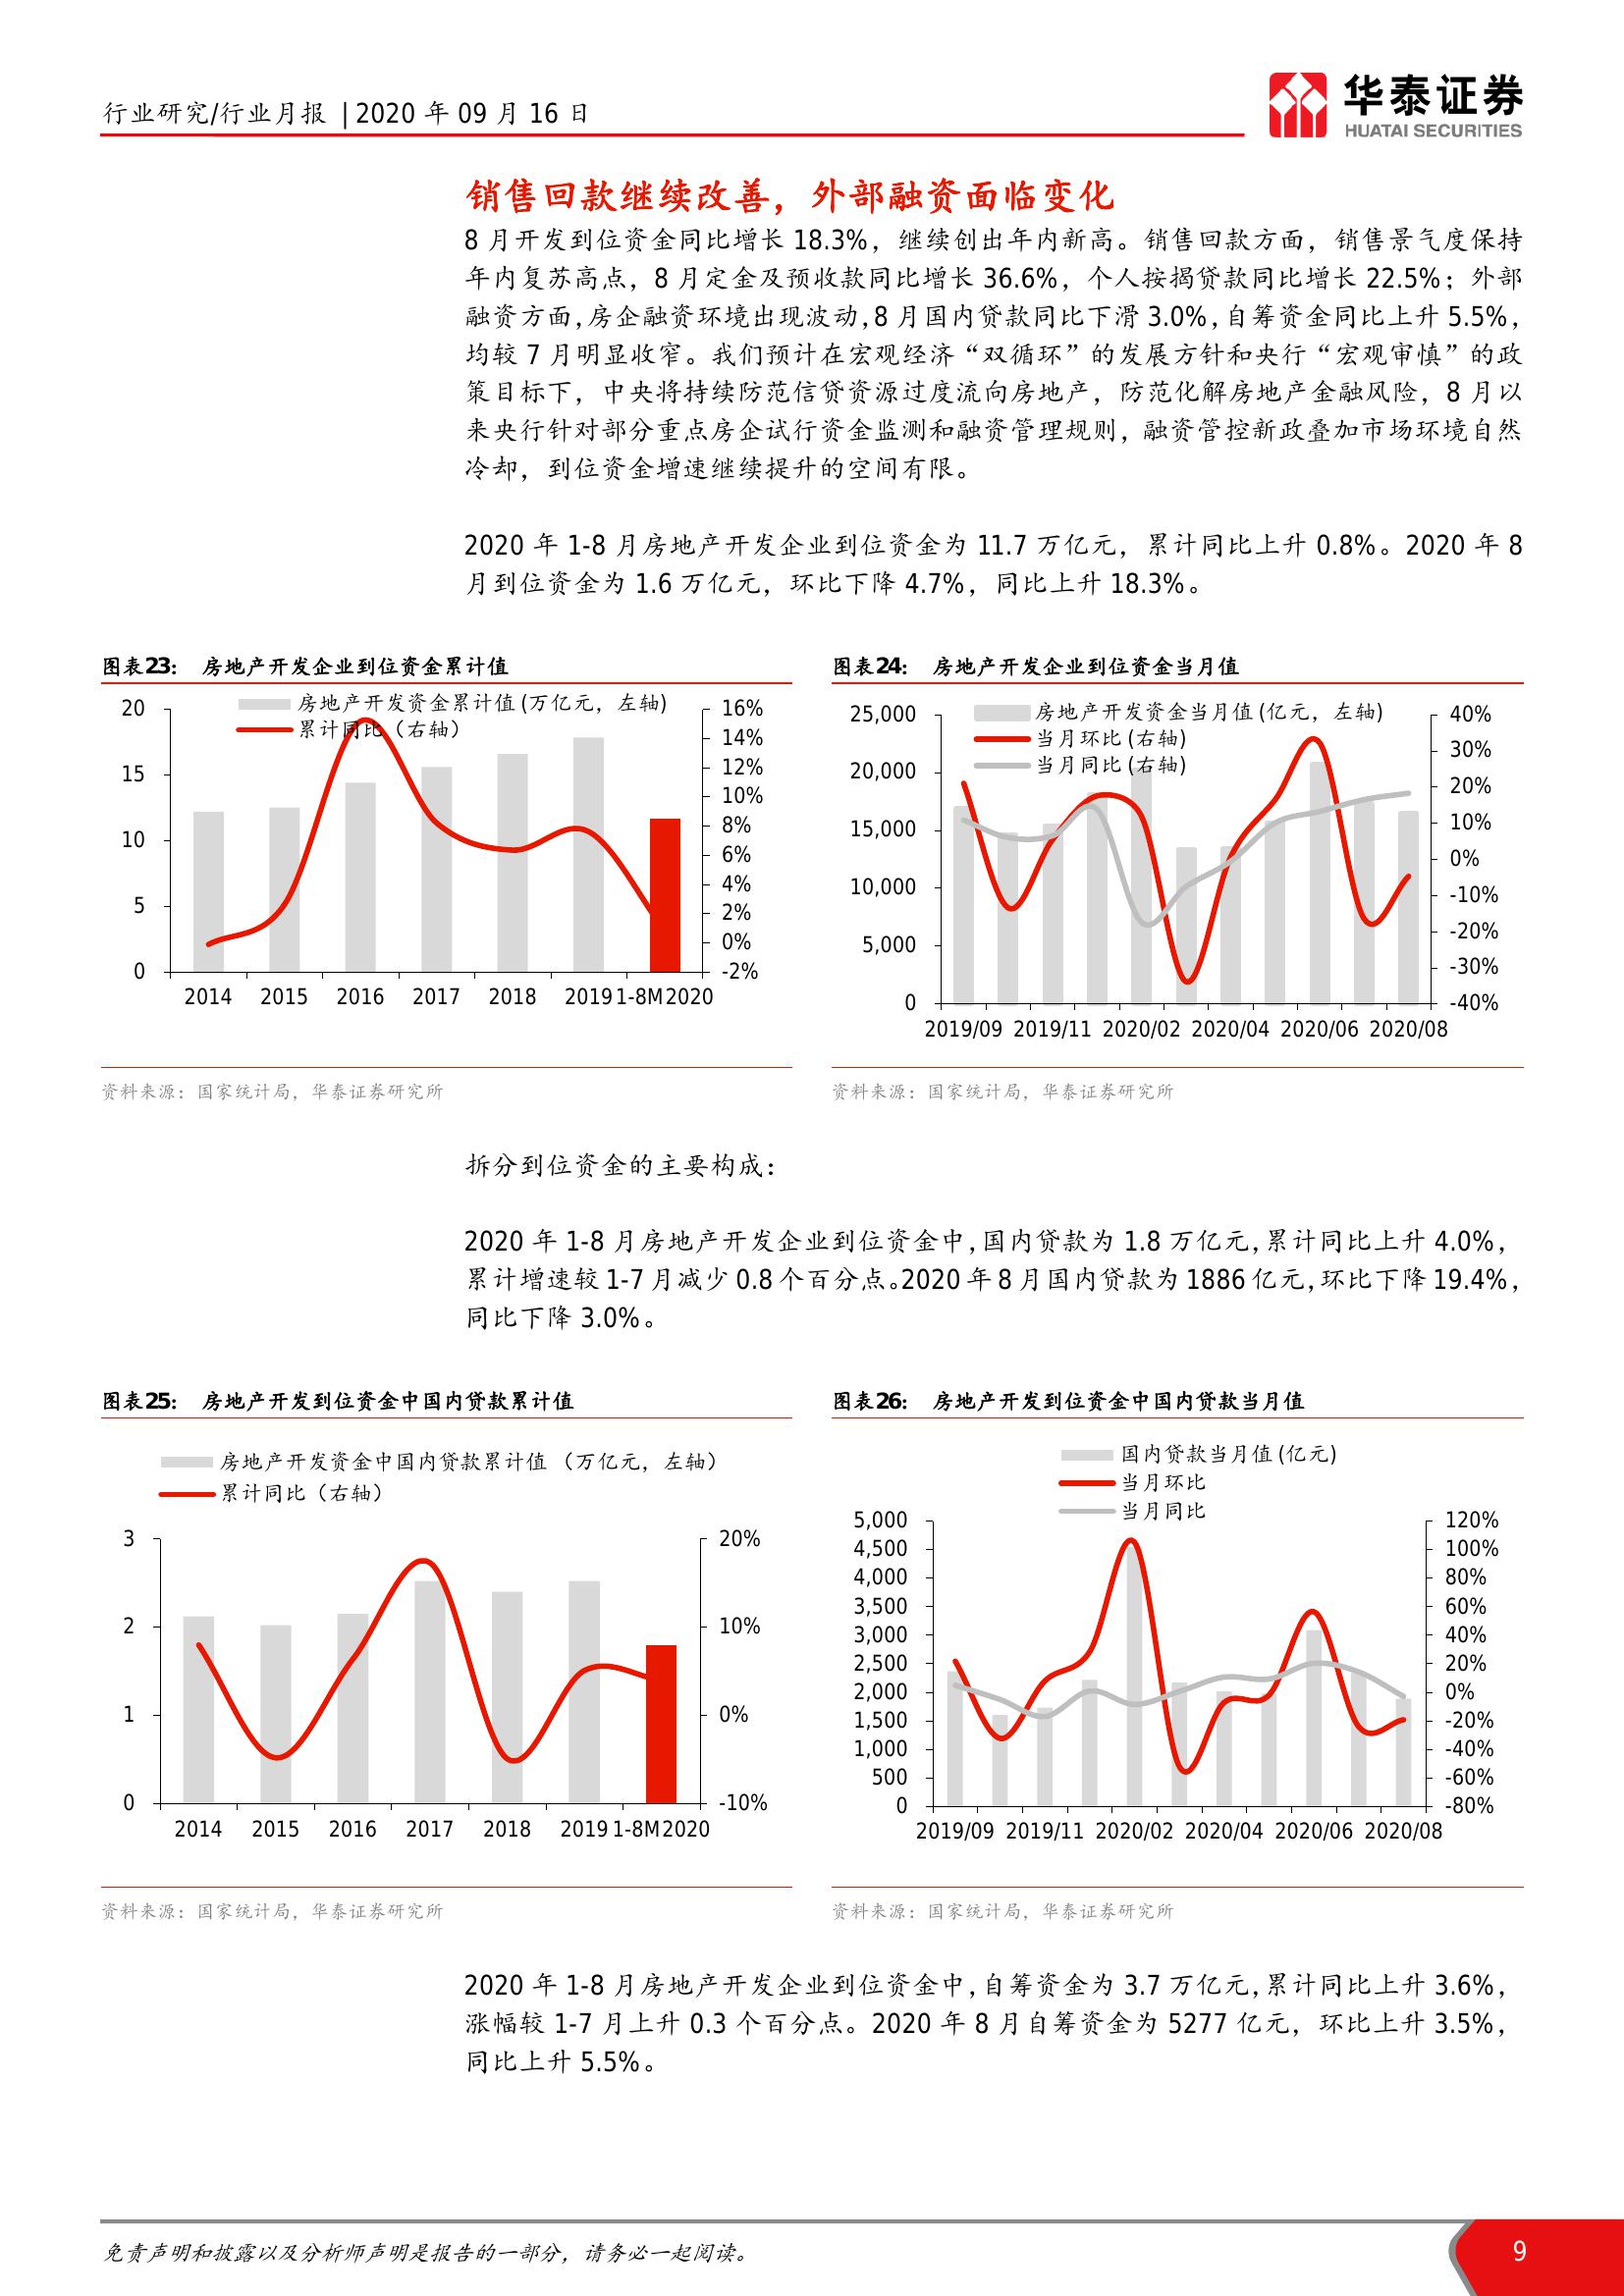 行业研究/行业月报 | 2020 年 09 月 16 日
华泰证券
HUATAI SECURITIES
销售回款继续改善，外部融资面临变化
8 月开发到位资金同比增长 18.3%，继续创出年内新高。销售回款方面，销售景气度保持
年内复苏高点，8 月定金及预收款同比增长 36.6%，个人按揭贷款同比增长 22.5%；外部
融资方面，房企融资环境出现波动，8 月国内贷款同比下滑 3.0%，自筹资金同比上升 5.5%，
均较 7 月明显收窄。我们预计在宏观经济“双循环”的发展方针和央行“宏观审慎”的政
策目标下，中央将持续防范信贷资源过度流向房地产，防范化解房地产金融风险，8 月以
来央行针对部分重点房企试行资金监测和融资管理规则，融资管控新政叠加市场环境自然
冷却，到位资金增速继续提升的空间有限。
2020 年 1-8 月房地产开发企业到位资金为 11.7 万亿元，累计同比上升 0.8%。2020 年 8
月到位资金为 1.6 万亿元，环比下降 4.7%，同比上升 18.3%。
图表23： 房地产开发企业到位资金累计值
房地产开发资金累计值 (万亿元，左轴)
累计同比（右轴）
20
15
10
5
0
16%
14%
12%
10%
8%
6%
4%
2%
0%
-2%
2014 2015 2016 2017 2018 2019 1-8M2020
资料来源：国家统计局，华泰证券研究所
图表24： 房地产开发企业到位资金当月值
房地产开发资金当月值 (亿元，左轴)
当月环比 (右轴)
当月同比 (右轴)
25,000
20,000
15,000
10,000
5,000
0
40%
30%
20%
10%
0%
-10%
-20%
-30%
-40%
2019/09 2019/11 2020/02 2020/04 2020/06 2020/08
资料来源：国家统计局，华泰证券研究所
拆分到位资金的主要构成：
2020 年 1-8 月房地产开发企业到位资金中，国内贷款为 1.8 万亿元，累计同比上升 4.0%，
累计增速较 1-7 月减少 0.8 个百分点。2020 年 8 月国内贷款为 1886 亿元，环比下降 19.4%，
同比下降 3.0%。
图表25： 房地产开发到位资金中国内贷款累计值
房地产开发资金中国内贷款累计值 （万亿元，左轴）
累计同比（右轴）
3
2
1
0
20%
10%
0%
-10%
2014 2015 2016 2017 2018 2019 1-8M2020
资料来源：国家统计局，华泰证券研究所
图表26： 房地产开发到位资金中国内贷款当月值
国内贷款当月值 (亿元)
当月环比
当月同比
5,000
4,500
4,000
3,500
3,000
2,500
2,000
1,500
1,000
500
0
120%
100%
80%
60%
40%
20%
0%
-20%
-40%
-60%
-80%
2019/09 2019/11 2020/02 2020/04 2020/06 2020/08
资料来源：国家统计局，华泰证券研究所
2020 年 1-8 月房地产开发企业到位资金中，自筹资金为 3.7 万亿元，累计同比上升 3.6%，
涨幅较 1-7 月上升 0.3 个百分点。2020 年 8 月自筹资金为 5277 亿元，环比上升 3.5%，
同比上升 5.5%。
免责声明和披露以及分析师声明是报告的一部分，请务必一起阅读。
9